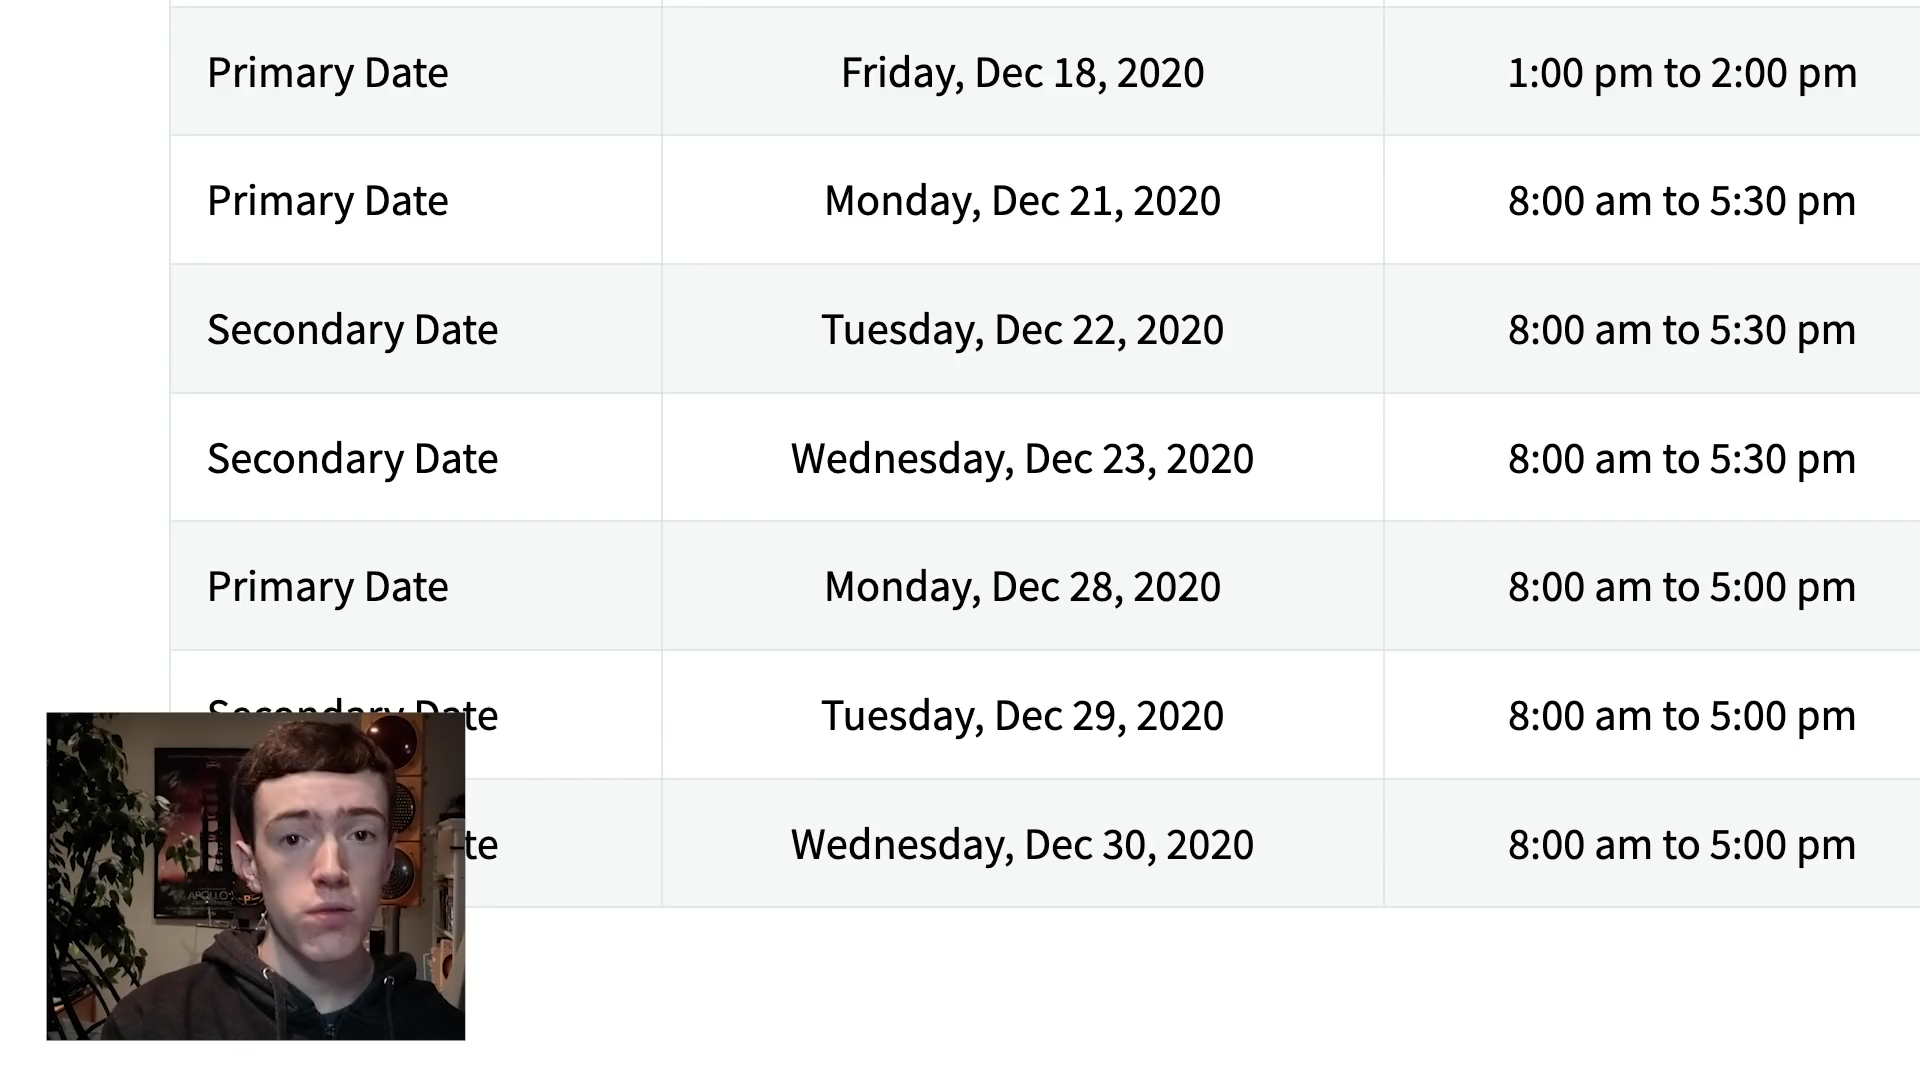 Primary Date Friday, Dec 18, 2020 1:00 pm to 2:00 pm
Primary Date Monday, Dec 21, 2020 8:00 am to 5:30 pm
Secondary Date Tuesday, Dec 22, 2020 8:00 am to 5:30 pm
Secondary Date Wednesday, Dec 23, 2020 8:00 am to 5:30 pm
Primary Date Monday, Dec 28, 2020 8:00 am to 5:00 pm
Secondary Date Tuesday, Dec 29, 2020 8:00 am to 5:00 pm
te Wednesday, Dec 30, 2020 8:00 am to 5:00 pm
APOLLO